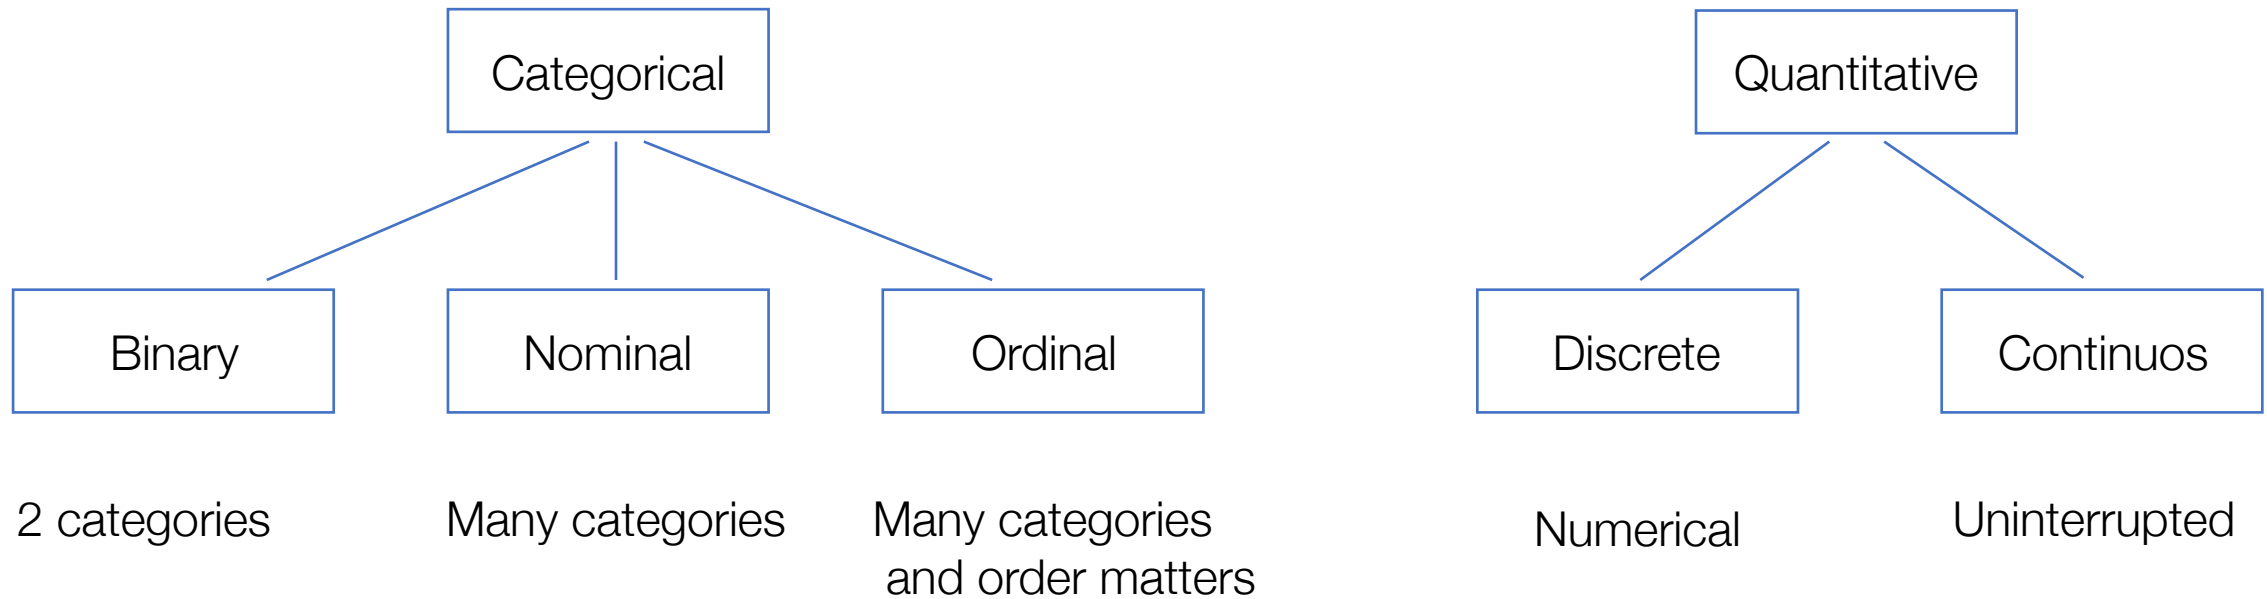 Categorical
Quantitative
Binary
Nominal
Ordinal
Discrete
Continuos
2 categories
Many categories
Many categories
and order matters
Numerical
Uninterrupted